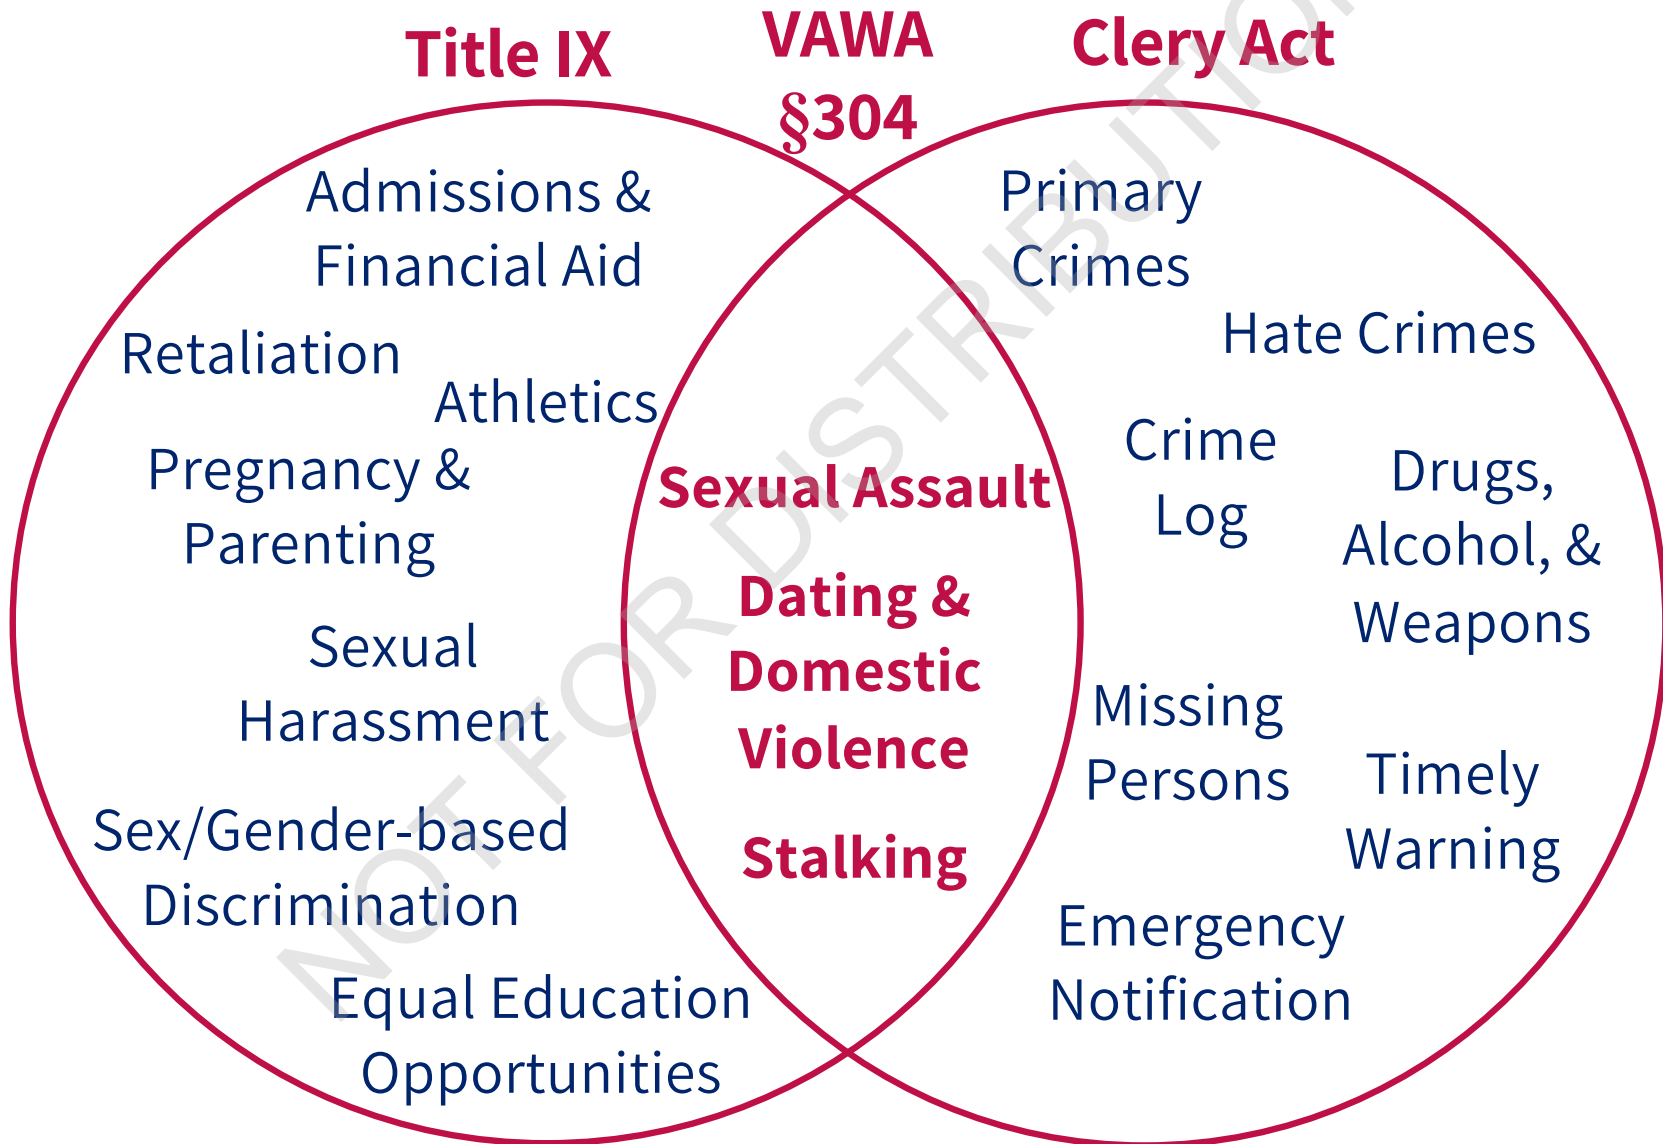 Title IX
VAWA
§304
Clery Act
Admissions &
Financial Aid
Retaliation
Athletics
Pregnancy &
Parenting
Sexual
Harassment
Sex/Gender-based
Discrimination
Equal Education
Opportunities
Sexual Assault
Dating &
Domestic
Violence
Stalking
Primary
Crimes
Hate Crimes
Crime
Log
Drugs,
Alcohol, &
Weapons
Missing
Persons
Timely
Warning
Emergency
Notification
NOT FOR DISTRIBUTION